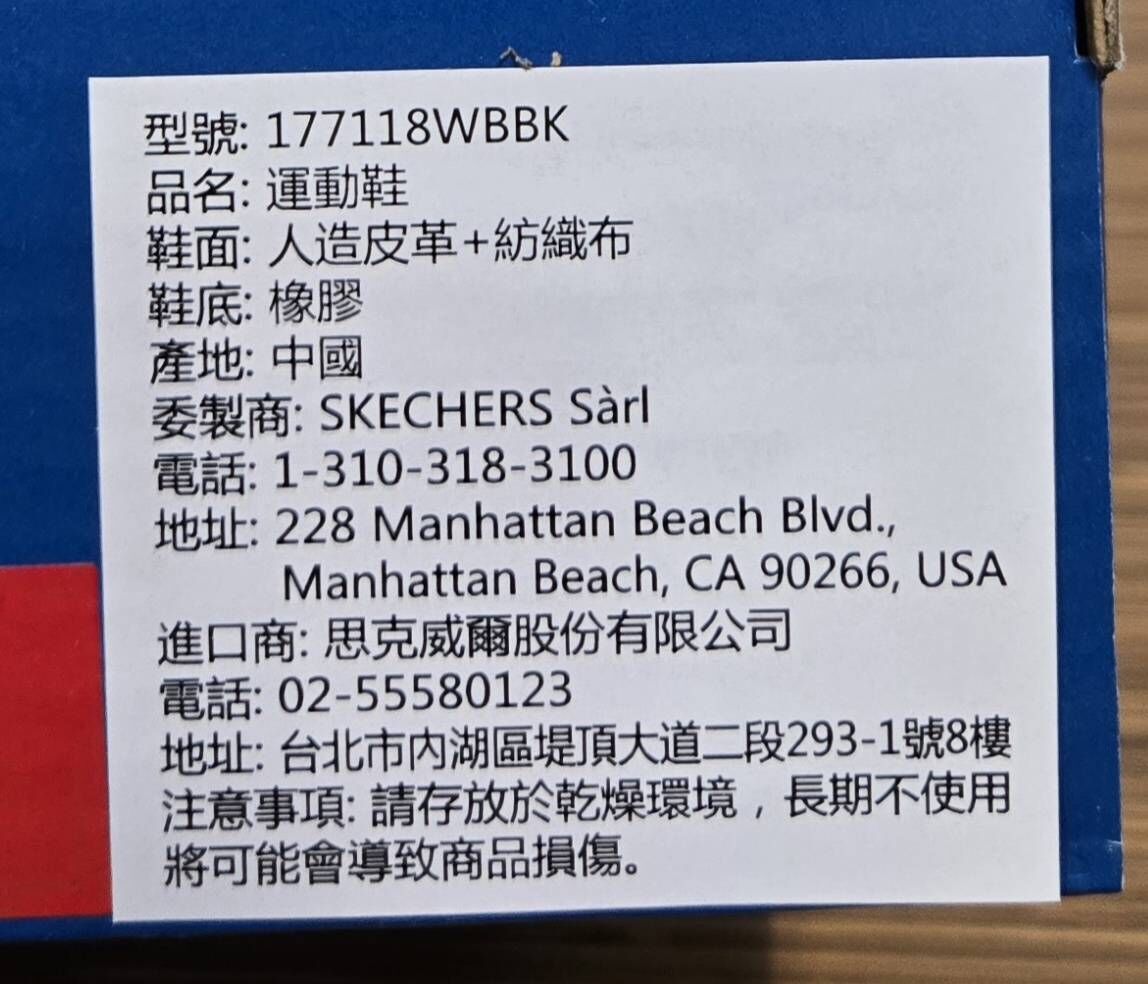 型號: 177118WBBK
品名: 運動鞋
鞋面: 人造皮革+紡織布
鞋底: 橡膠
產地: 中國
委製商: SKECHERS Sàrl
電話: 1-310-318-3100
地址: 228 Manhattan Beach Blvd.,
Manhattan Beach, CA 90266, USA
進口商: 思克威爾股份有限公司
電話: 02-55580123
地址: 台北市內湖區堤頂大道二段293-1號8樓
注意事項: 請存放於乾燥環境，長期不使用
將可能會導致商品損傷。